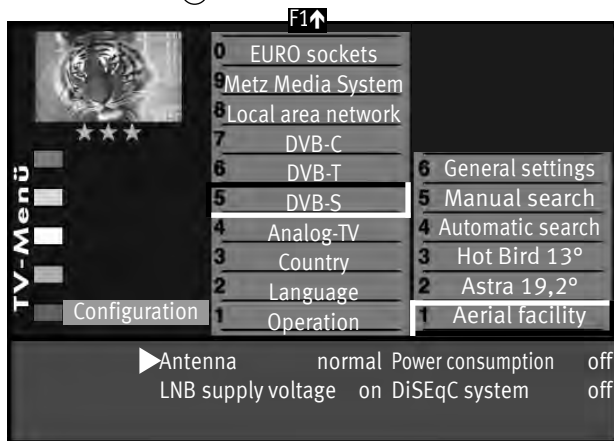 F1↑
0 EURO sockets
9 Metz Media System
8 Local area network
7 DVB-C
6 DVB-T
5 DVB-S
4 Analog-TV
3 Country
2 Language
1 Operation
6 General settings
5 Manual search
4 Automatic search
3 Hot Bird 13°
2 Astra 19,2°
1 Aerial facility
TV-Menü
Configuration
Antenna normal Power consumption off
LNB supply voltage on DiSEqC system off